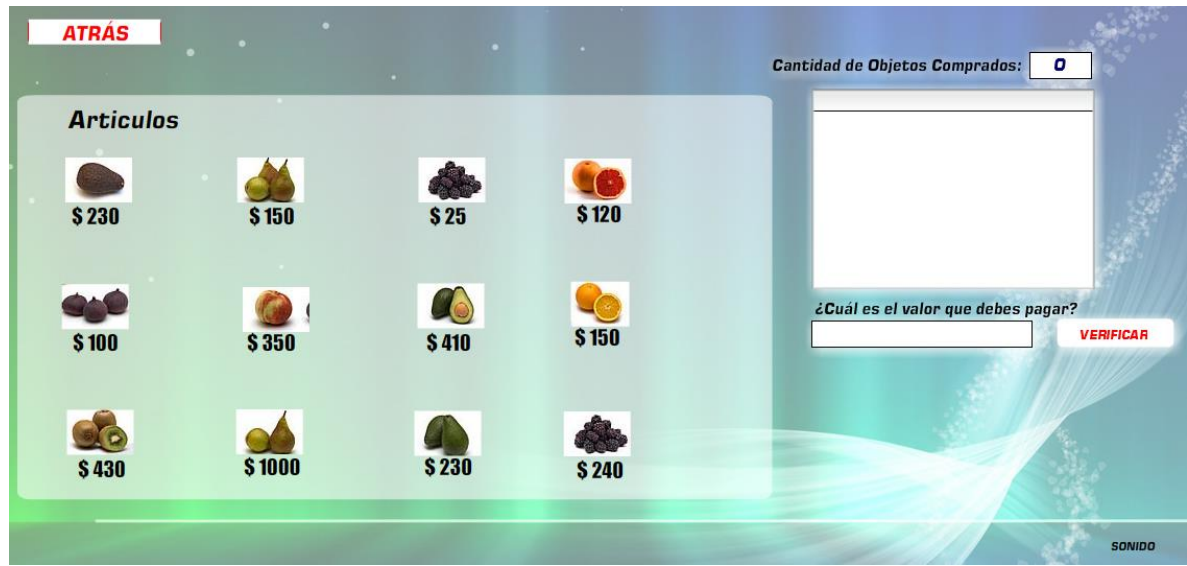 ATRÁS
Cantidad de Objetos Comprados: 0
Articulos
$ 230
$ 150
$ 25
$ 120
$ 100
$ 350
$ 410
$ 150
$ 430
$ 1000
$ 230
$ 240
¿Cuál es el valor que debes pagar?
VERIFICAR
SONIDO